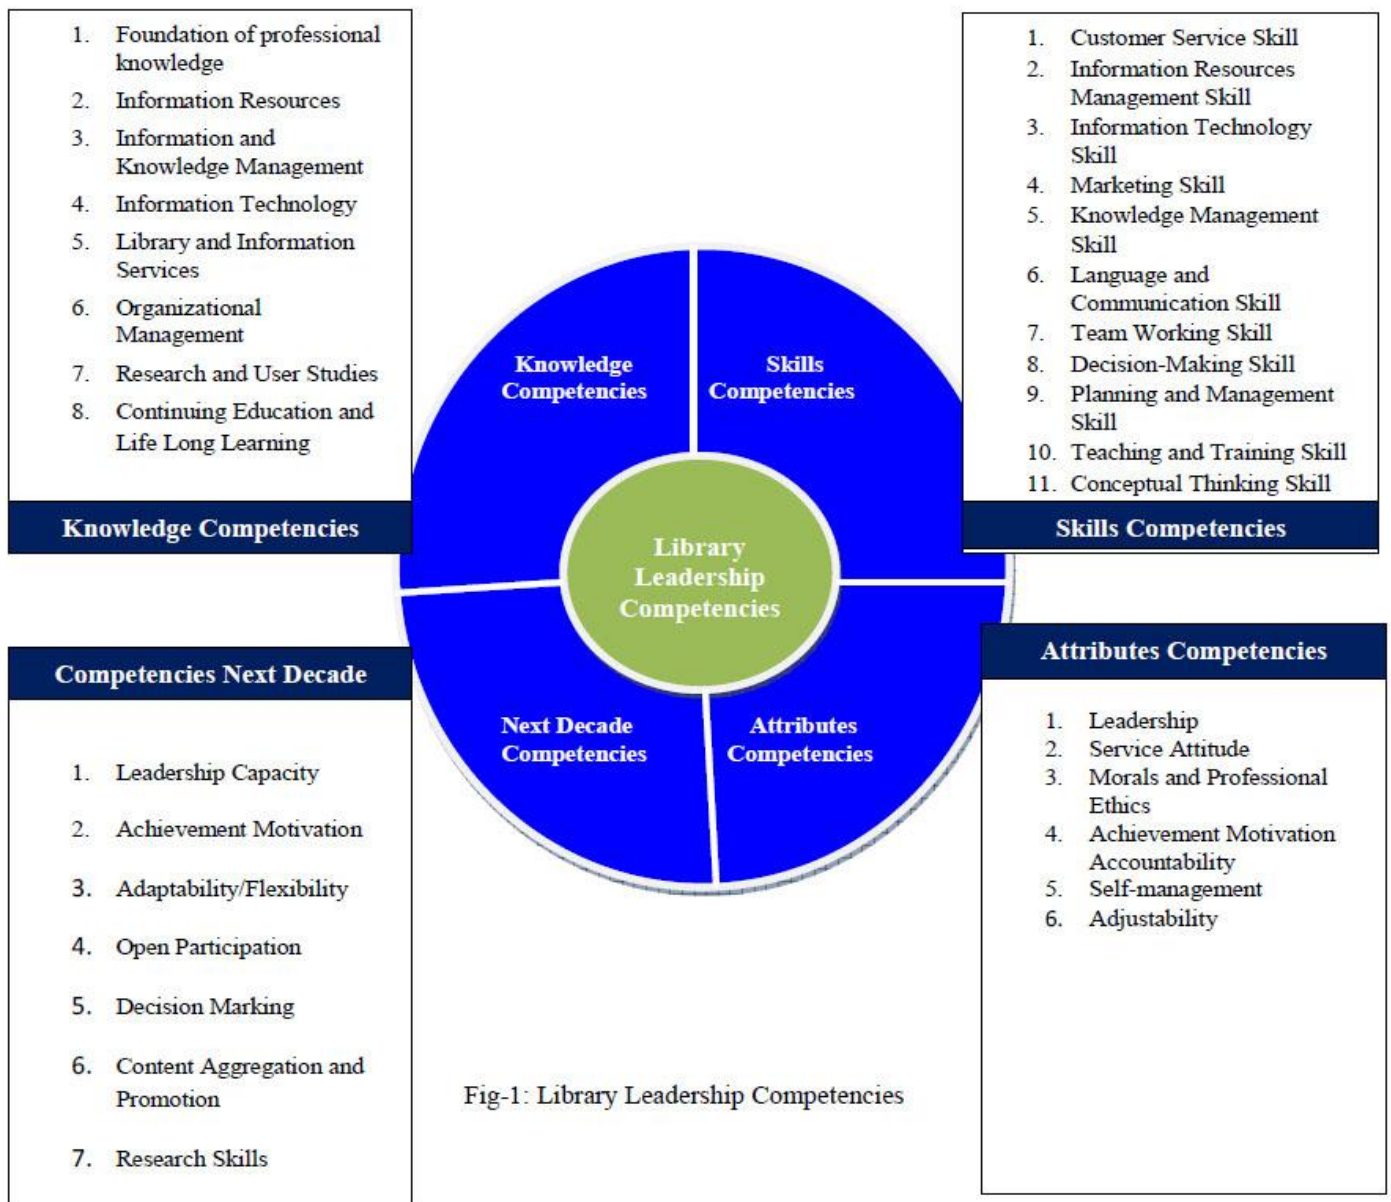 1. Foundation of professional
knowledge
2. Information Resources
3. Information and
Knowledge Management
4. Information Technology
5. Library and Information
Services
6. Organizational
Management
7. Research and User Studies
8. Continuing Education and
Life Long Learning
Knowledge Competencies
1. Customer Service Skill
2. Information Resources
Management Skill
3. Information Technology
Skill
4. Marketing Skill
5. Knowledge Management
Skill
6. Language and
Communication Skill
7. Team Working Skill
8. Decision-Making Skill
9. Planning and Management
Skill
10. Teaching and Training Skill
11. Conceptual Thinking Skill
Skills Competencies
Knowledge
Competencies
Skills
Competencies
Library
Leadership
Competencies
Next Decade
Competencies
Attributes
Competencies
Competencies Next Decade
1. Leadership Capacity
2. Achievement Motivation
3. Adaptability/Flexibility
4. Open Participation
5. Decision Marking
6. Content Aggregation and
Promotion
7. Research Skills
Attributes Competencies
1. Leadership
2. Service Attitude
3. Morals and Professional
Ethics
4. Achievement Motivation
Accountability
5. Self-management
6. Adjustability
Fig-1: Library Leadership Competencies